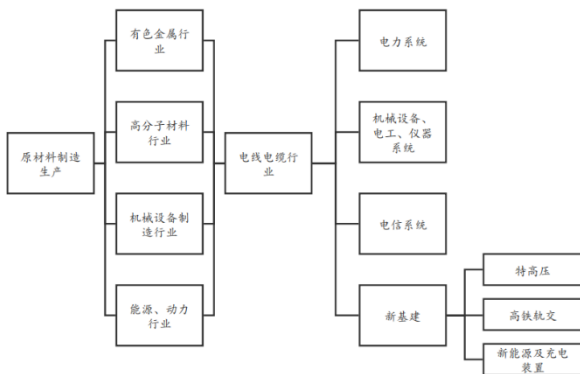 原材料制造
生产
有色金属行
业
高分子材料
行业
机械设备制
造行业
能源、动力
行业
电线电缆行
业
电力系统
机械设备、
电工、仪器
系统
电信系统
新基建
特高压
高铁轨交
新能源及充电
装置